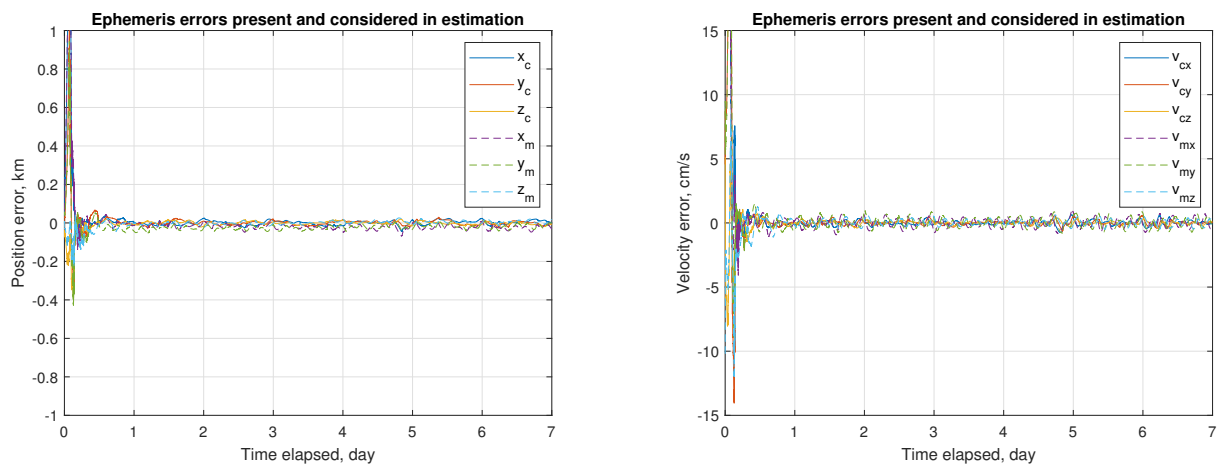 Ephemeris errors present and considered in estimation
Position error, km
1
0.8
0.6
0.4
0.2
0
-0.2
-0.4
-0.6
-0.8
-1
x_c
y_c
z_c
x_m
y_m
z_m
0 1 2 3 4 5 6 7
Time elapsed, day
Ephemeris errors present and considered in estimation
Velocity error, cm/s
15
10
5
0
-5
-10
-15
v_cx
v_cy
v_cz
v_mx
v_my
v_mz
0 1 2 3 4 5 6 7
Time elapsed, day